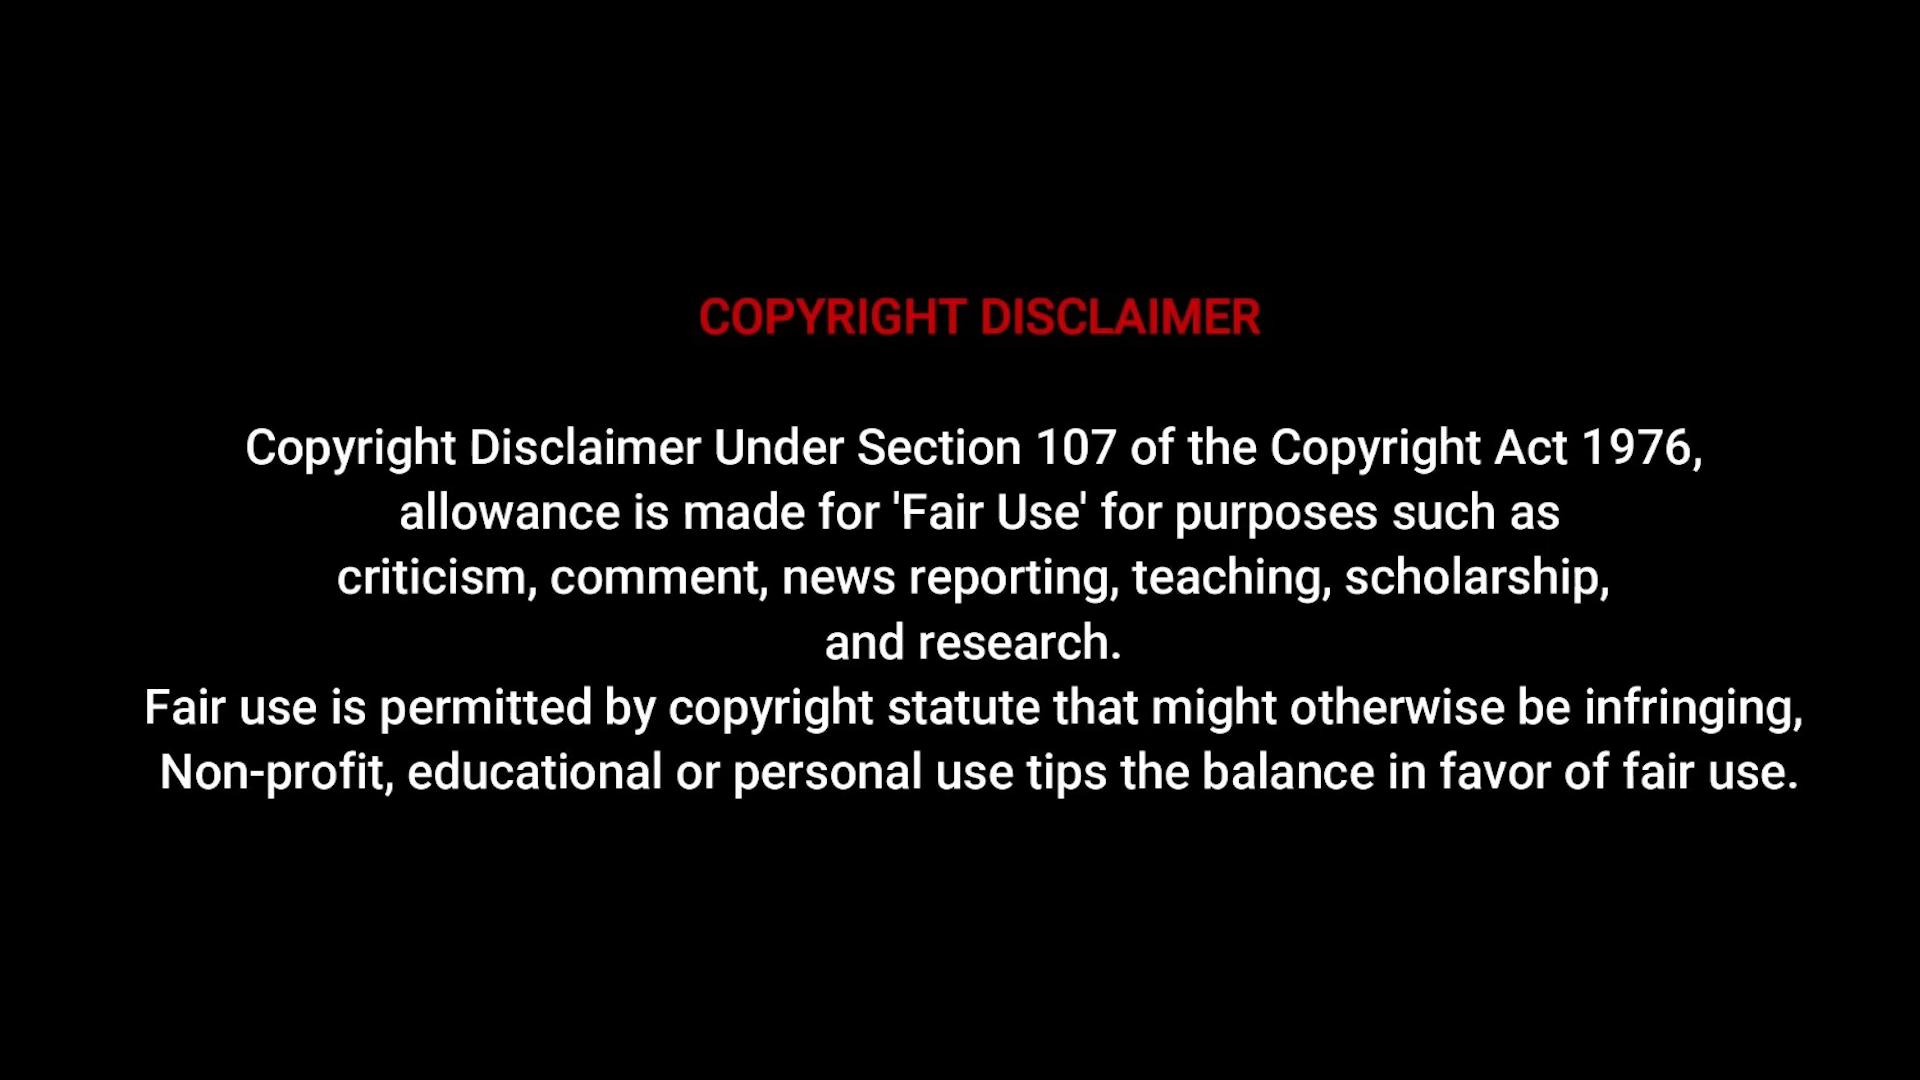 COPYRIGHT DISCLAIMER
Copyright Disclaimer Under Section 107 of the Copyright Act 1976,
allowance is made for 'Fair Use' for purposes such as
criticism, comment, news reporting, teaching, scholarship,
and research.
Fair use is permitted by copyright statute that might otherwise be infringing,
Non-profit, educational or personal use tips the balance in favor of fair use.